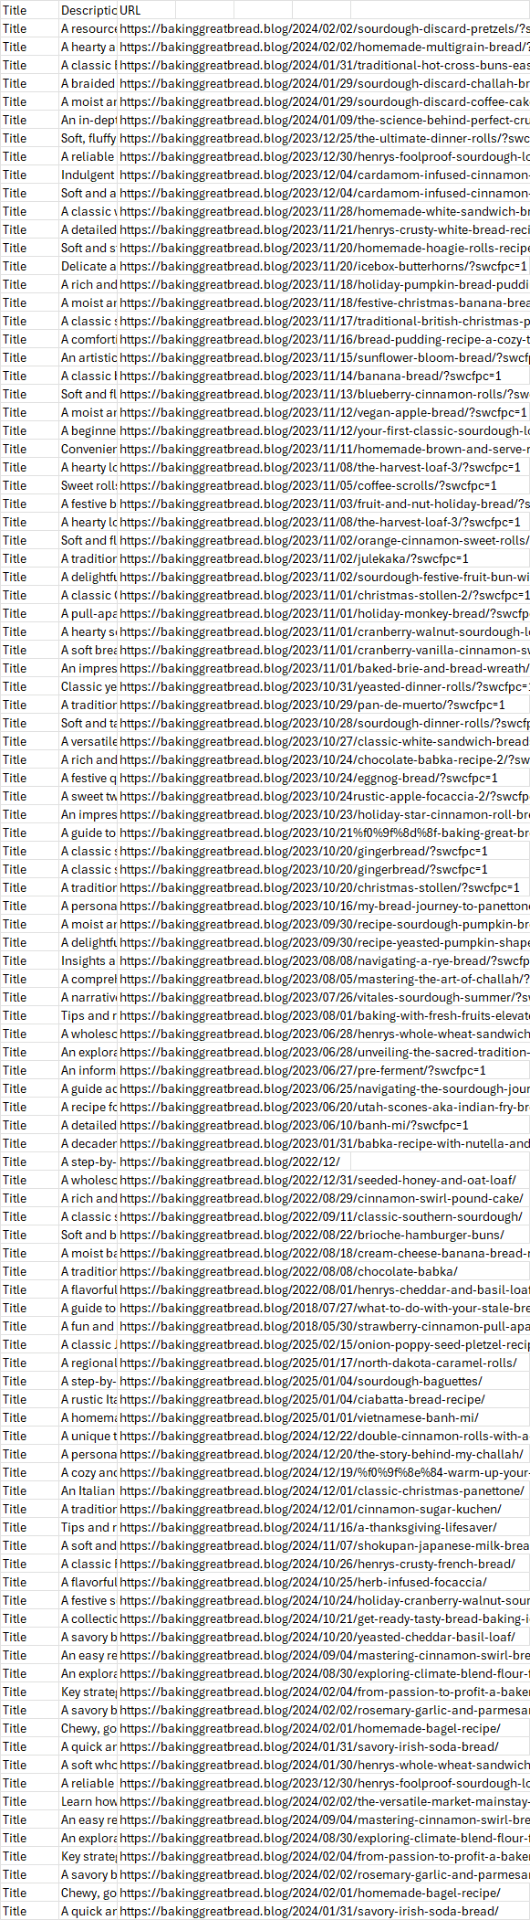 Title Descriptic URL
Title A resourc https://bakinggreatbread.blog/2024/02/02/sourdough-discard-pretzels/?s
Title A hearty a https://bakinggreatbread.blog/2024/02/02/homemade-multigrain-bread/?
Title A classic l https://bakinggreatbread.blog/2024/01/31/traditional-hot-cross-buns-eas
Title A braided https://bakinggreatbread.blog/2024/01/29/sourdough-discard-challah-br
Title A moist ar https://bakinggreatbread.blog/2024/01/29/sourdough-discard-coffee-cak
Title An in-dept https://bakinggreatbread.blog/2024/01/09/the-science-behind-perfect-cru
Title Soft, fluffy https://bakinggreatbread.blog/2023/12/25/the-ultimate-dinner-rolls/?swc
Title A reliable https://bakinggreatbread.blog/2023/12/30/henrys-foolproof-sourdough-lo
Title Indulgent https://bakinggreatbread.blog/2023/12/04/cardamom-infused-cinnamon-
Title Soft and a https://bakinggreatbread.blog/2023/12/04/cardamom-infused-cinnamon-
Title A classic v https://bakinggreatbread.blog/2023/11/28/homemade-white-sandwich-br
Title A detailed https://bakinggreatbread.blog/2023/11/21/henrys-crusty-white-bread-reci
Title Soft and s https://bakinggreatbread.blog/2023/11/20/homemade-hoagie-rolls-recipe
Title Delicate a https://bakinggreatbread.blog/2023/11/20/icebox-butterhorns/?swcfpc=1
Title A rich and https://bakinggreatbread.blog/2023/11/18/holiday-pumpkin-bread-puddi
Title A moist ar https://bakinggreatbread.blog/2023/11/18/festive-christmas-banana-brea
Title A classic s https://bakinggreatbread.blog/2023/11/17/traditional-british-christmas-p
Title A comfort https://bakinggreatbread.blog/2023/11/16/bread-pudding-recipe-a-cozy-t
Title An artistic https://bakinggreatbread.blog/2023/11/15/sunflower-bloom-bread/?swcf
Title A classic l https://bakinggreatbread.blog/2023/11/14/banana-bread/?swcfpc=1
Title Soft and fl https://bakinggreatbread.blog/2023/11/13/blueberry-cinnamon-rolls/?sw
Title A moist ar https://bakinggreatbread.blog/2023/11/12/vegan-apple-bread/?swcfpc=1
Title A beginne https://bakinggreatbread.blog/2023/11/12/your-first-classic-sourdough-lo
Title Convenier https://bakinggreatbread.blog/2023/11/11/homemade-brown-and-serve-r
Title A hearty lc https://bakinggreatbread.blog/2023/11/08/the-harvest-loaf-3/?swcfpc=1
Title Sweet roll: https://bakinggreatbread.blog/2023/11/05/coffee-scrolls/?swcfpc=1
Title A festive b https://bakinggreatbread.blog/2023/11/03/fruit-and-nut-holiday-bread/?s
Title A hearty lc https://bakinggreatbread.blog/2023/11/08/the-harvest-loaf-3/?swcfpc=1
Title Soft and fl https://bakinggreatbread.blog/2023/11/02/orange-cinnamon-sweet-rolls/
Title A tradition https://bakinggreatbread.blog/2023/11/02/julekaka/?swcfpc=1
Title A delightfu https://bakinggreatbread.blog/2023/11/02/sourdough-festive-fruit-bun-wi
Title A classic ( https://bakinggreatbread.blog/2023/11/01/christmas-stollen-2/?swcfpc=1
Title A pull-apa https://bakinggreatbread.blog/2023/11/01/holiday-monkey-bread/?swcfp
Title A hearty s https://bakinggreatbread.blog/2023/11/01/cranberry-walnut-sourdough-l
Title A soft brea https://bakinggreatbread.blog/2023/11/01/cranberry-vanilla-cinnamon-sv
Title An impres https://bakinggreatbread.blog/2023/11/01/baked-brie-and-bread-wreath/
Title Classic ye https://bakinggreatbread.blog/2023/10/31/yeasted-dinner-rolls/?swcfpc=
Title A tradition https://bakinggreatbread.blog/2023/10/29/pan-de-muerto/?swcfpc=1
Title Soft and ta https://bakinggreatbread.blog/2023/10/28/sourdough-dinner-rolls/?swcfp
Title A versatile https://bakinggreatbread.blog/2023/10/27/classic-white-sandwich-bread
Title A rich and https://bakinggreatbread.blog/2023/10/24/chocolate-babka-recipe-2/?sw
Title A festive q https://bakinggreatbread.blog/2023/10/24/eggnog-bread/?swcfpc=1
Title A sweet tw https://bakinggreatbread.blog/2023/10/24rustic-apple-focaccia-2/?swcfp
Title An impres https://bakinggreatbread.blog/2023/10/23/holiday-star-cinnamon-roll-br
Title A guide to https://bakinggreatbread.blog/2023/10/21%f0%9f%8d%8f-baking-great-br
Title A classic s https://bakinggreatbread.blog/2023/10/20/gingerbread/?swcfpc=1
Title A classic s https://bakinggreatbread.blog/2023/10/20/gingerbread/?swcfpc=1
Title A tradition https://bakinggreatbread.blog/2023/10/20/christmas-stollen/?swcfpc=1
Title A persona https://bakinggreatbread.blog/2023/10/16/my-bread-journey-to-panetton
Title A moist ar https://bakinggreatbread.blog/2023/09/30/recipe-sourdough-pumpkin-br
Title A delightfu https://bakinggreatbread.blog/2023/09/30/recipe-yeasted-pumpkin-shape
Title Insights a https://bakinggreatbread.blog/2023/08/08/navigating-a-rye-bread/?swcfp
Title A compreh https://bakinggreatbread.blog/2023/08/05/mastering-the-art-of-challah/?
Title A narrative https://bakinggreatbread.blog/2023/07/26/vitales-sourdough-summer/?sv
Title Tips and r https://bakinggreatbread.blog/2023/08/01/baking-with-fresh-fruits-elevat
Title A wholesc https://bakinggreatbread.blog/2023/06/28/henrys-whole-wheat-sandwich
Title An explora https://bakinggreatbread.blog/2023/06/28/unveiling-the-sacred-tradition-
Title An inform https://bakinggreatbread.blog/2023/06/27/pre-ferment/?swcfpc=1
Title A guide ac https://bakinggreatbread.blog/2023/06/25/navigating-the-sourdough-jour
Title A recipe fc https://bakinggreatbread.blog/2023/06/20/utah-scones-aka-indian-fry-br
Title A detailed https://bakinggreatbread.blog/2023/06/10/banh-mi/?swcfpc=1
Title A decader https://bakinggreatbread.blog/2023/01/31/babka-recipe-with-nutella-and
Title A step-by- https://bakinggreatbread.blog/2022/12/
Title A wholesc https://bakinggreatbread.blog/2022/12/31/seeded-honey-and-oat-loaf/
Title A rich and https://bakinggreatbread.blog/2022/08/29/cinnamon-swirl-pound-cake/
Title A classic s https://bakinggreatbread.blog/2022/09/11/classic-southern-sourdough/
Title Soft and b https://bakinggreatbread.blog/2022/08/22/brioche-hamburger-buns/
Title A moist ba https://bakinggreatbread.blog/2022/08/18/cream-cheese-banana-bread-r
Title A tradition https://bakinggreatbread.blog/2022/08/08/chocolate-babka/
Title A flavorful https://bakinggreatbread.blog/2022/08/01/henrys-cheddar-and-basil-loaf
Title A guide to https://bakinggreatbread.blog/2018/07/27/what-to-do-with-your-stale-bre
Title A fun and https://bakinggreatbread.blog/2018/05/30/strawberry-cinnamon-pull-apa
Title A classic . https://bakinggreatbread.blog/2025/02/15/onion-poppy-seed-pletzel-recip
Title A regional https://bakinggreatbread.blog/2025/01/17/north-dakota-caramel-rolls/
Title A step-by- https://bakinggreatbread.blog/2025/01/04/sourdough-baguettes/
Title A rustic Ita https://bakinggreatbread.blog/2025/01/04/ciabatta-bread-recipe/
Title A homem https://bakinggreatbread.blog/2025/01/01/vietnamese-banh-mi/
Title A unique t https://bakinggreatbread.blog/2024/12/22/double-cinnamon-rolls-with-a
Title A persona https://bakinggreatbread.blog/2024/12/20/the-story-behind-my-challah/
Title A cozy anc https://bakinggreatbread.blog/2024/12/19/%f0%9f%8e%84-warm-up-your-
Title An Italian https://bakinggreatbread.blog/2024/12/01/classic-christmas-panettone/
Title A tradition https://bakinggreatbread.blog/2024/12/01/cinnamon-sugar-kuchen/
Title Tips and r https://bakinggreatbread.blog/2024/11/16/a-thanksgiving-lifesaver/
Title A soft and https://bakinggreatbread.blog/2024/11/07/shokupan-japanese-milk-brea
Title A classic l https://bakinggreatbread.blog/2024/10/26/henrys-crusty-french-bread/
Title A flavorful https://bakinggreatbread.blog/2024/10/25/herb-infused-focaccia/
Title A festive s https://bakinggreatbread.blog/2024/10/24/holiday-cranberry-walnut-sour
Title A collectic https://bakinggreatbread.blog/2024/10/21/get-ready-tasty-bread-baking-i
Title A savory b https://bakinggreatbread.blog/2024/10/20/yeasted-cheddar-basil-loaf/
Title An easy re https://bakinggreatbread.blog/2024/09/04/mastering-cinnamon-swirl-bre
Title An explora https://bakinggreatbread.blog/2024/08/30/exploring-climate-blend-flour-f
Title Key strateg https://bakinggreatbread.blog/2024/02/04/from-passion-to-profit-a-bake
Title A savory b https://bakinggreatbread.blog/2024/02/02/rosemary-garlic-and-parmesar
Title Chewy, go https://bakinggreatbread.blog/2024/02/01/homemade-bagel-recipe/
Title A quick ar https://bakinggreatbread.blog/2024/01/31/savory-irish-soda-bread/
Title A soft whc https://bakinggreatbread.blog/2024/01/30/henrys-whole-wheat-sandwich
Title A reliable https://bakinggreatbread.blog/2023/12/30/henrys-foolproof-sourdough-lo
Title Learn how https://bakinggreatbread.blog/2024/02/02/the-versatile-market-mainstay-
Title An easy re https://bakinggreatbread.blog/2024/09/04/mastering-cinnamon-swirl-bre
Title An explora https://bakinggreatbread.blog/2024/08/30/exploring-climate-blend-flour-f
Title Key strateg https://bakinggreatbread.blog/2024/02/04/from-passion-to-profit-a-bake
Title A savory b https://bakinggreatbread.blog/2024/02/02/rosemary-garlic-and-parmesar
Title Chewy, go https://bakinggreatbread.blog/2024/02/01/homemade-bagel-recipe/
Title A quick ar https://bakinggreatbread.blog/2024/01/31/savory-irish-soda-bread/